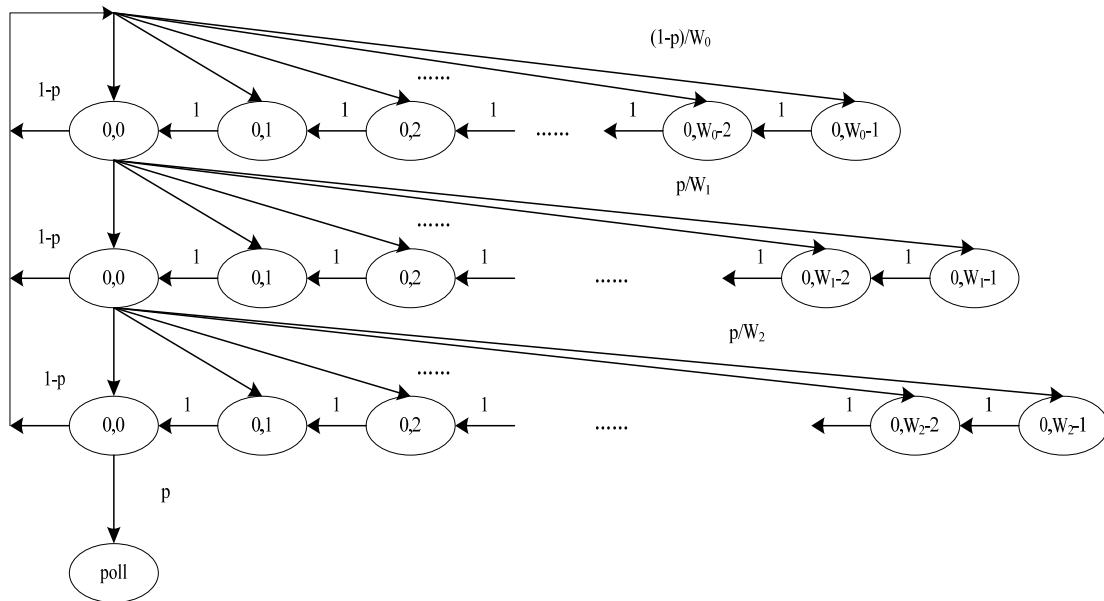 (1-p)/W₀
......
1-p 1 1 1 1 1
0,0 0,1 0,2 ...... 0,W₀-2 0,W₀-1
p/W₁
......
1-p 1 1 1 1 1
0,0 0,1 0,2 ...... 0,W₁-2 0,W₁-1
p/W₂
......
1-p 1 1 1 1 1
0,0 0,1 0,2 ...... 0,W₂-2 0,W₂-1
p
poll